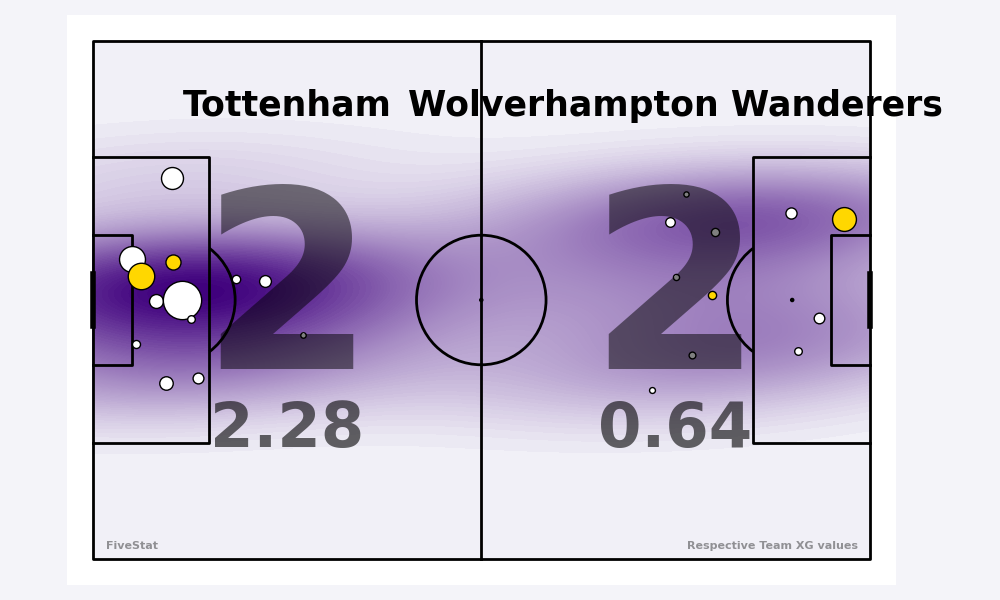 Tottenham Wolverhampton Wanderers
2 2
2.28 0.64
FiveStat Respective Team XG values